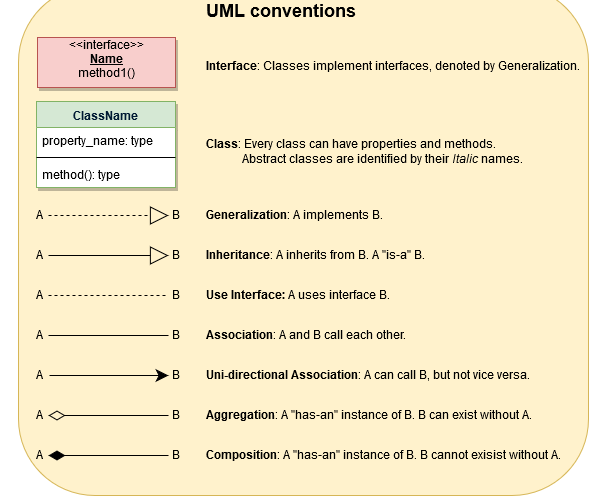 UML conventions
<<interface>>
Name
method1()
Interface: Classes implement interfaces, denoted by Generalization.
ClassName
property_name: type
method(): type
Class: Every class can have properties and methods.
Abstract classes are identified by their Italic names.
A B Generalization: A implements B.
A B Inheritance: A inherits from B. A "is-a" B.
A B Use Interface: A uses interface B.
A B Association: A and B call each other.
A B Uni-directional Association: A can call B, but not vice versa.
A B Aggregation: A "has-an" instance of B. B can exist without A.
A B Composition: A "has-an" instance of B. B cannot exisist without A.